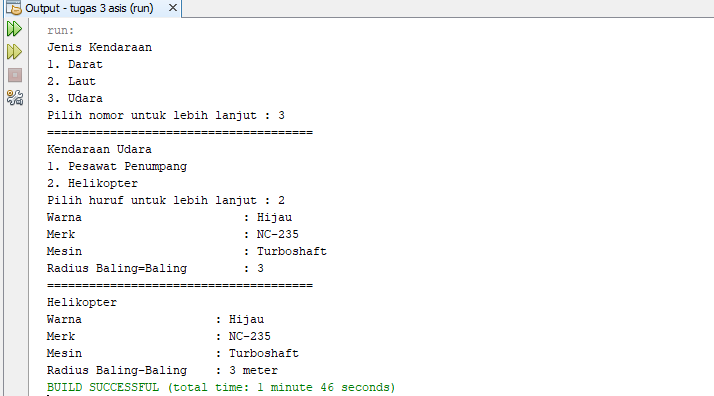 Output - tugas 3 asis (run)
run:
Jenis Kendaraan
1. Darat
2. Laut
3. Udara
Pilih nomor untuk lebih lanjut : 3
======================================
Kendaraan Udara
1. Pesawat Penumpang
2. Helikopter
Pilih huruf untuk lebih lanjut : 2
Warna : Hijau
Merk : NC-235
Mesin : Turboshaft
Radius Baling=Baling : 3
======================================
Helikopter
Warna : Hijau
Merk : NC-235
Mesin : Turboshaft
Radius Baling-Baling : 3 meter
BUILD SUCCESSFUL (total time: 1 minute 46 seconds)